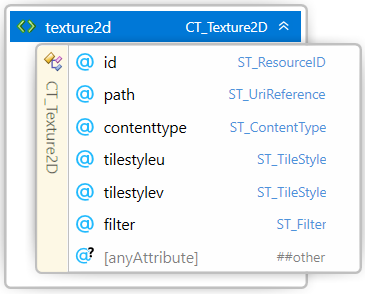 texture2d CT_Texture2D
CT_Texture2D
@ id ST_ResourceID
@ path ST_UriReference
@ contenttype ST_ContentType
@ tilestyleu ST_TileStyle
@ tilestylev ST_TileStyle
@ filter ST_Filter
@? [anyAttribute] ##other